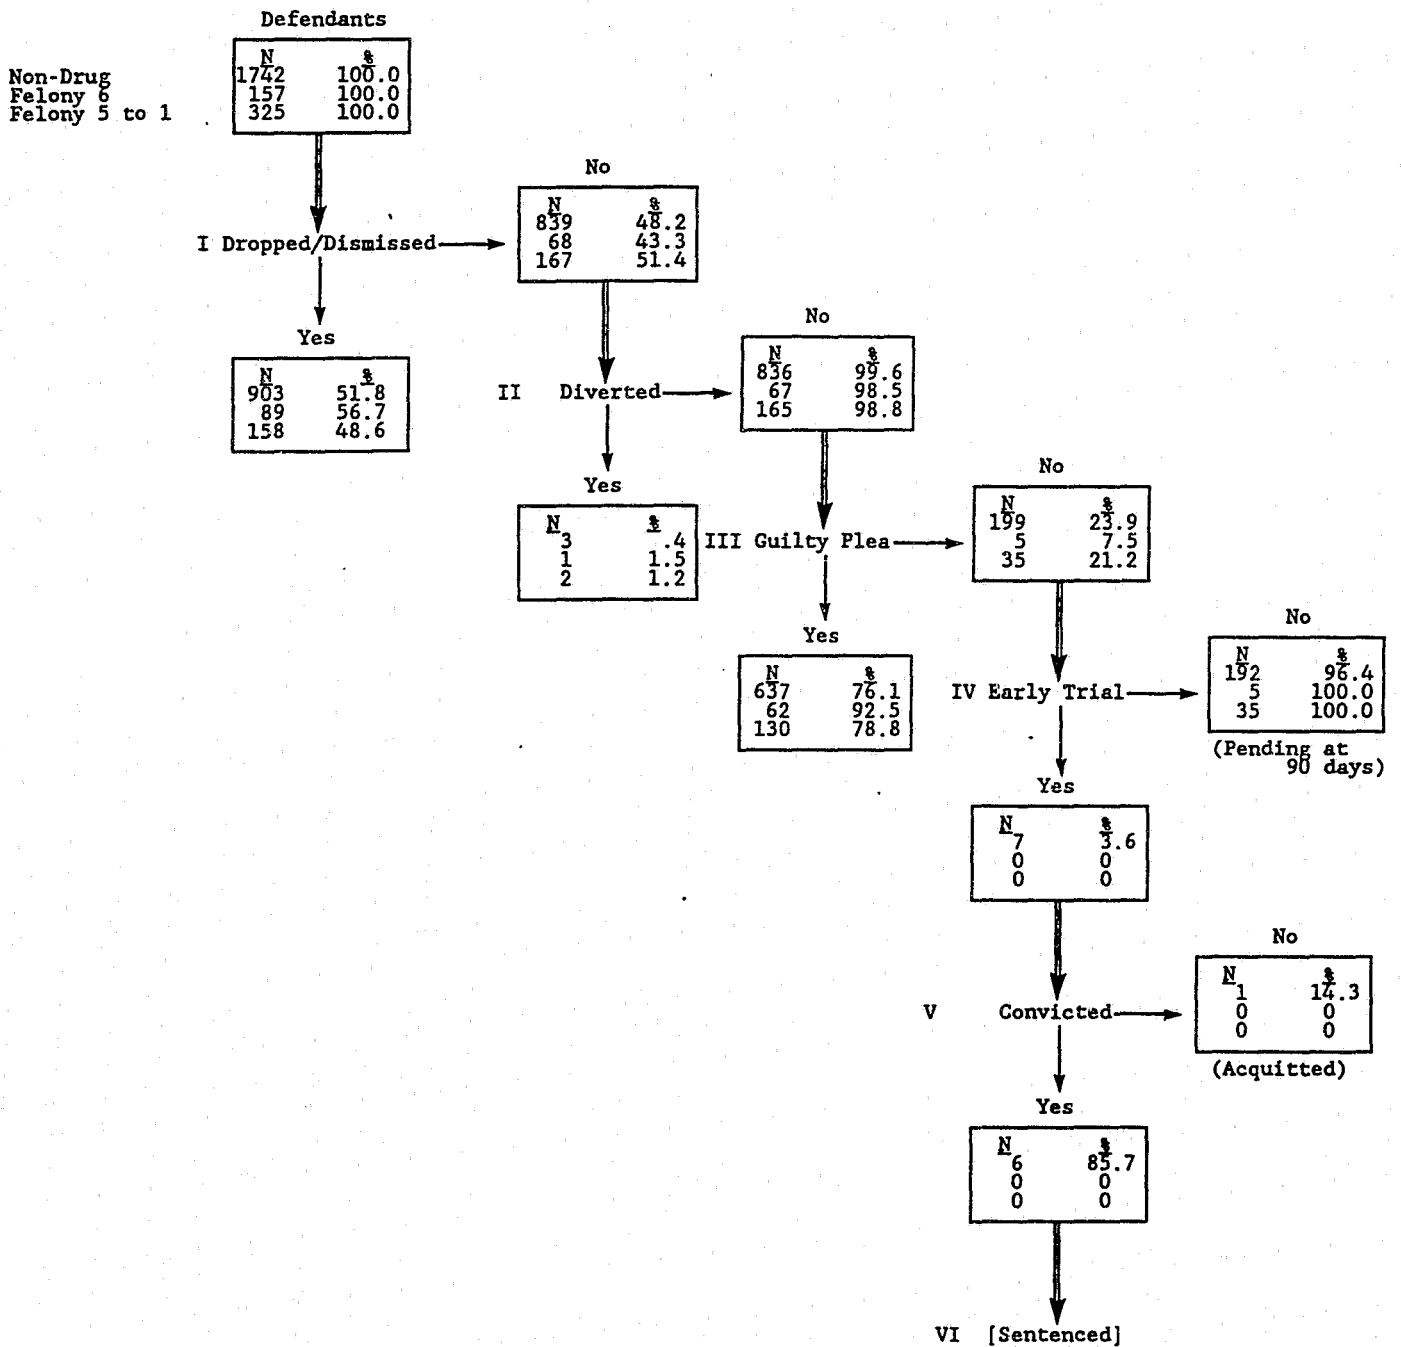 Defendants
N %
Non-Drug 1742 100.0
Felony 6 157 100.0
Felony 5 to 1 325 100.0
No
N %
839 48.2
68 43.3
167 51.4
I Dropped/Dismissed
Yes
N %
903 51.8
89 56.7
158 48.6
No
N %
836 99.6
67 98.5
165 98.8
II Diverted
Yes
N %
3 .4
1 1.5
2 1.2
No
N %
199 23.9
5 7.5
35 21.2
III Guilty Plea
Yes
N %
637 76.1
62 92.5
130 78.8
No
N %
192 96.4
5 100.0
35 100.0
(Pending at
90 days)
IV Early Trial
Yes
N %
7 3.6
0 0
0 0
No
N %
1 14.3
0 0
0 0
(Acquitted)
V Convicted
Yes
N %
6 85.7
0 0
0 0
VI [Sentenced]